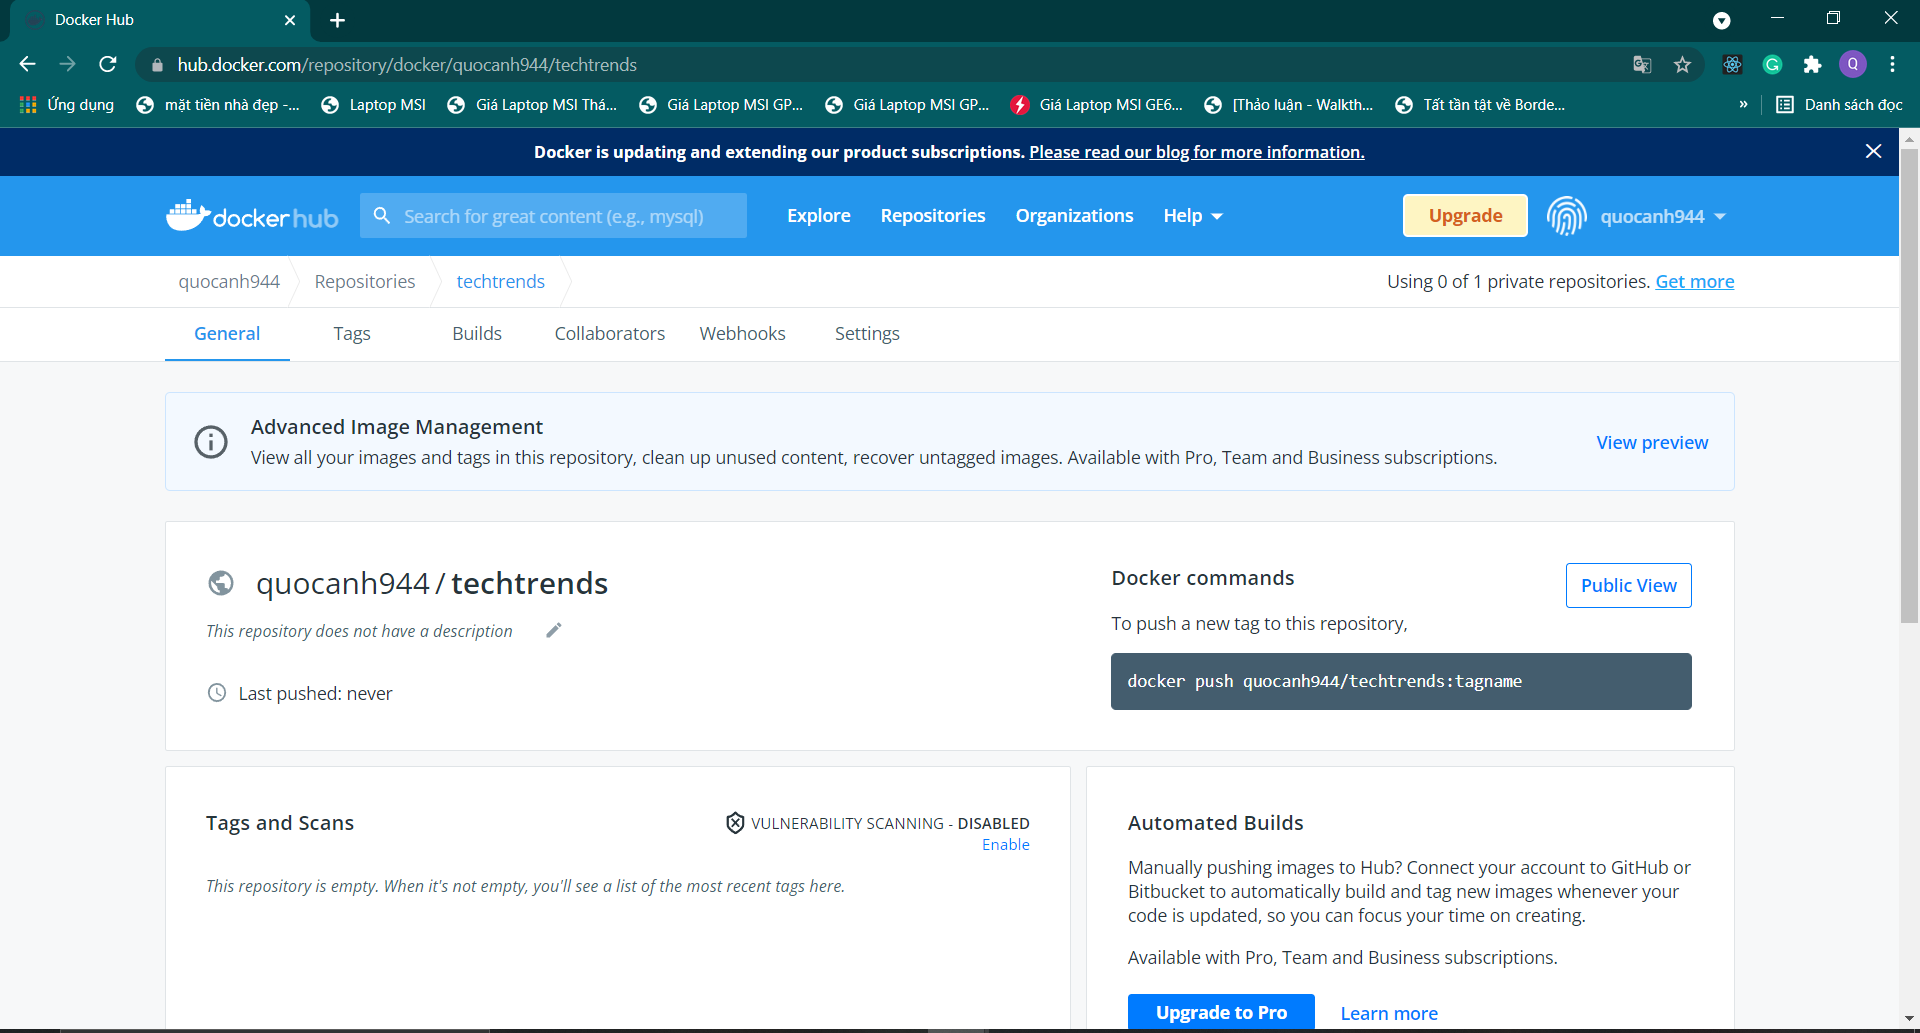 Docker Hub
hub.docker.com/repository/docker/quocanh944/techtrends
Q
Ứng dụng
mặt tiền nhà đẹp -...
Laptop MSI
Giá Laptop MSI Thá...
Giá Laptop MSI GP...
Giá Laptop MSI GP...
Giá Laptop MSI GE6...
[Thảo luận - Walkth...
Tất tần tật về Borde...
»
Danh sách đọc
Docker is updating and extending our product subscriptions. Please read our blog for more information.
dockerhub
Search for great content (e.g., mysql)
Explore
Repositories
Organizations
Help
Upgrade
quocanh944
quocanh944
Repositories
techtrends
Using 0 of 1 private repositories. Get more
General
Tags
Builds
Collaborators
Webhooks
Settings
Advanced Image Management
View all your images and tags in this repository, clean up unused content, recover untagged images. Available with Pro, Team and Business subscriptions.
View preview
quocanh944 / techtrends
This repository does not have a description
Last pushed: never
Docker commands
Public View
To push a new tag to this repository,
docker push quocanh944/techtrends:tagname
Tags and Scans
VULNERABILITY SCANNING - DISABLED
Enable
This repository is empty. When it's not empty, you'll see a list of the most recent tags here.
Automated Builds
Manually pushing images to Hub? Connect your account to GitHub or
Bitbucket to automatically build and tag new images whenever your
code is updated, so you can focus your time on creating.
Available with Pro, Team and Business subscriptions.
Upgrade to Pro
Learn more